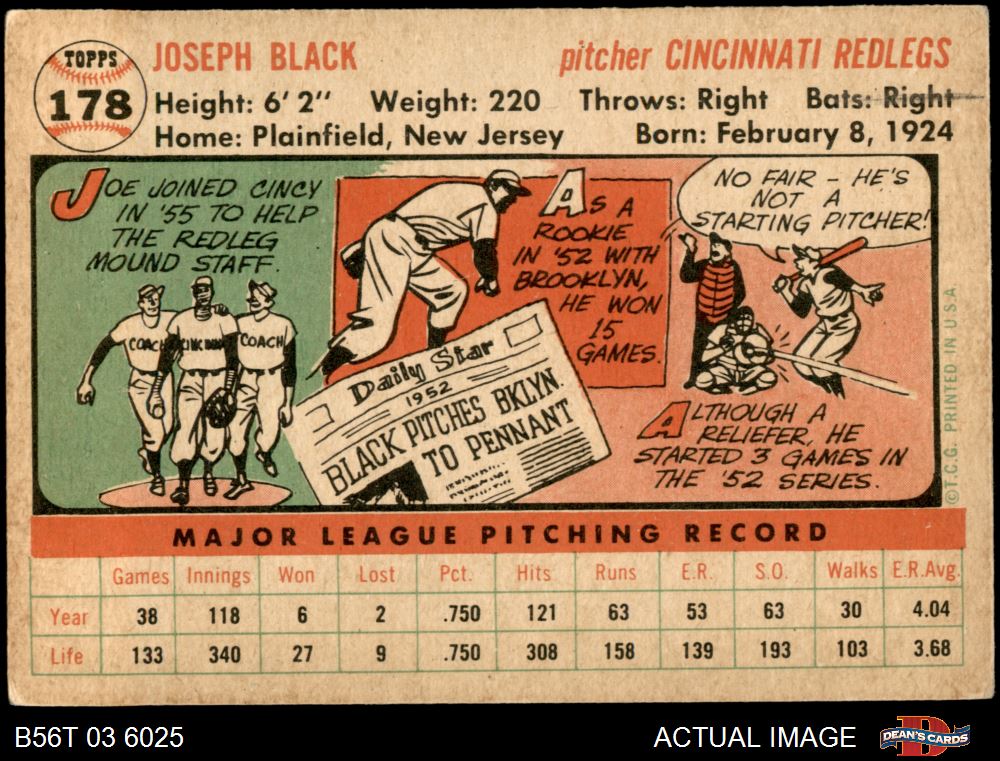 TOPPS
178
JOSEPH BLACK
pitcher CINCINNATI REDLEGS
Height: 6' 2" Weight: 220 Throws: Right Bats: Right
Home: Plainfield, New Jersey Born: February 8, 1924
JOE JOINED CINCY
IN '55 TO HELP
THE REDLEG
MOUND STAFF.
COACH
COACH
AS A
ROOKIE
IN '52 WITH
BROOKLYN,
HE WON
15
GAMES.
Daily Star
1952
BLACK PITCHES BKLYN.
TO PENNANT
NO FAIR – HE'S
NOT A
STARTING PITCHER!
ALTHOUGH A
RELIEFER, HE
STARTED 3 GAMES IN
THE '52 SERIES.
©T.C.G. PRINTED IN U.S.A.
MAJOR LEAGUE PITCHING RECORD
Games Innings Won Lost Pct. Hits Runs E.R. S.O. Walks E.R.Avg.
Year 38 118 6 2 .750 121 63 53 63 30 4.04
Life 133 340 27 9 .750 308 158 139 193 103 3.68
B56T 03 6025
ACTUAL IMAGE
DEAN'S CARDS